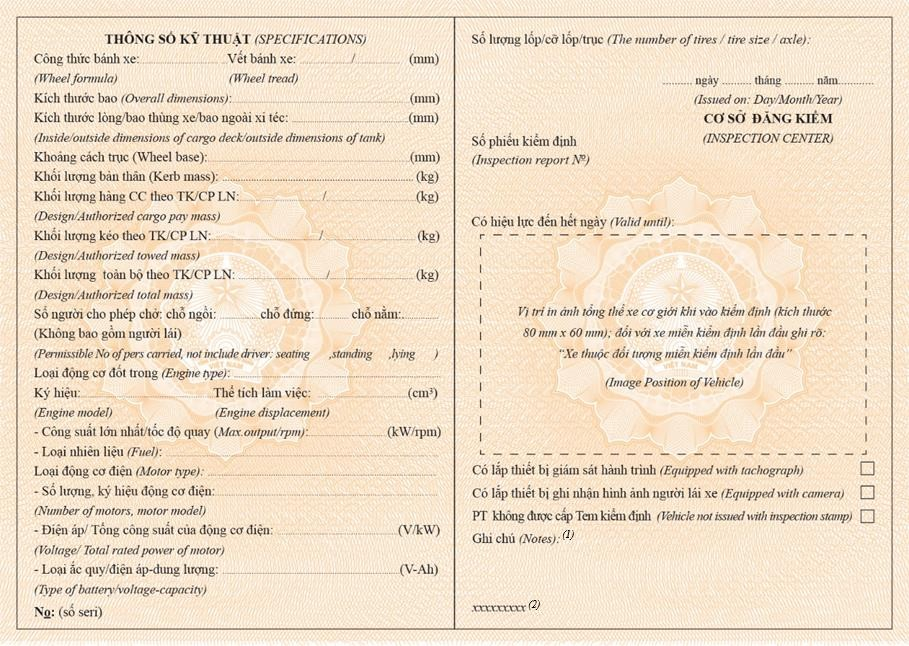 THÔNG SỐ KỸ THUẬT (SPECIFICATIONS)
Công thức bánh xe: Vết bánh xe: / (mm)
(Wheel formula) (Wheel tread)
Kích thước bao (Overall dimensions): (mm)
Kích thước lòng/bao thùng xe/bao ngoài xi téc: (mm)
(Inside/outside dimensions of cargo deck/outside dimensions of tank)
Khoảng cách trục (Wheel base): (mm)
Khối lượng bản thân (Kerb mass): (kg)
Khối lượng hàng CC theo TK/CP LN: / (kg)
(Design/Authorized cargo pay mass)
Khối lượng kéo theo TK/CP LN: / (kg)
(Design/Authorized towed mass)
Khối lượng toàn bộ theo TK/CP LN: / (kg)
(Design/Authorized total mass)
Số người cho phép chở: chỗ ngồi: chỗ đứng: chỗ nằm:
(Không bao gồm người lái)
(Permissible No of pers carried, not include driver: seating ,standing ,lying )
Loại động cơ đốt trong (Engine type):
Ký hiệu: Thể tích làm việc: (cm³)
(Engine model) (Engine displacement)
- Công suất lớn nhất/tốc độ quay (Max.output/rpm): (kW/rpm)
- Loại nhiên liệu (Fuel):
Loại động cơ điện (Motor type):
- Số lượng, ký hiệu động cơ điện:
(Number of motors, motor model)
- Điện áp/ Tổng công suất của động cơ điện: (V/kW)
(Voltage/ Total rated power of motor)
- Loại ắc quy/điện áp-dung lượng: (V-Ah)
(Type of battery/voltage-capacity)
No: (số seri)
Số lượng lốp/cỡ lốp/trục (The number of tires / tire size / axle):
......... ngày ......... tháng ......... năm...........
(Issued on: Day/Month/Year)
CƠ SỞ ĐĂNG KIỂM
(INSPECTION CENTER)
Số phiếu kiểm định
(Inspection report Nº)
Có hiệu lực đến hết ngày (Valid until):
Vị trí in ảnh tổng thể xe cơ giới khi vào kiểm định (kích thước
80 mm x 60 mm); đối với xe miễn kiểm định lần đầu ghi rõ:
“Xe thuộc đối tượng miễn kiểm định lần đầu”
(Image Position of Vehicle)
VIỆT NAM
Có lắp thiết bị giám sát hành trình (Equipped with tachograph)
Có lắp thiết bị ghi nhận hình ảnh người lái xe (Equipped with camera)
PT không được cấp Tem kiểm định (Vehicle not issued with inspection stamp)
Ghi chú (Notes): (1)
xxxxxxxxx (2)